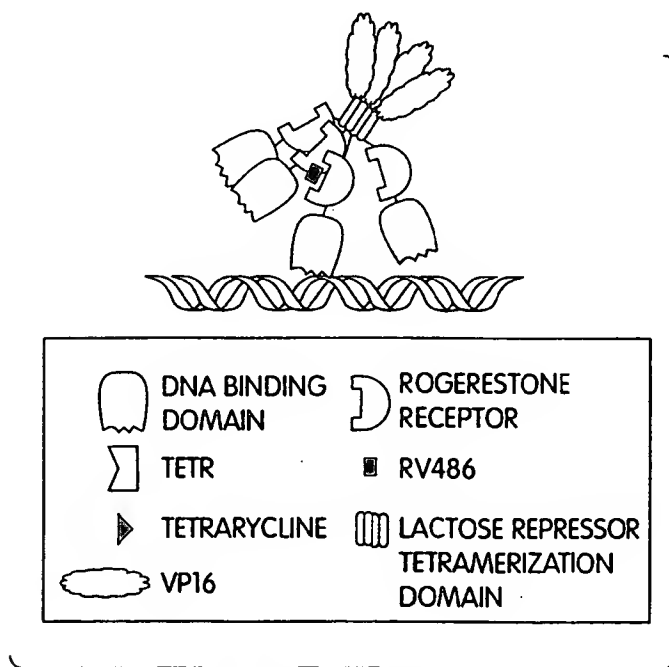 DNA BINDING
DOMAIN
ROGERESTONE
RECEPTOR
TETR
RV486
TETRARYCLINE
LACTOSE REPRESSOR
TETRAMERIZATION
DOMAIN
VP16